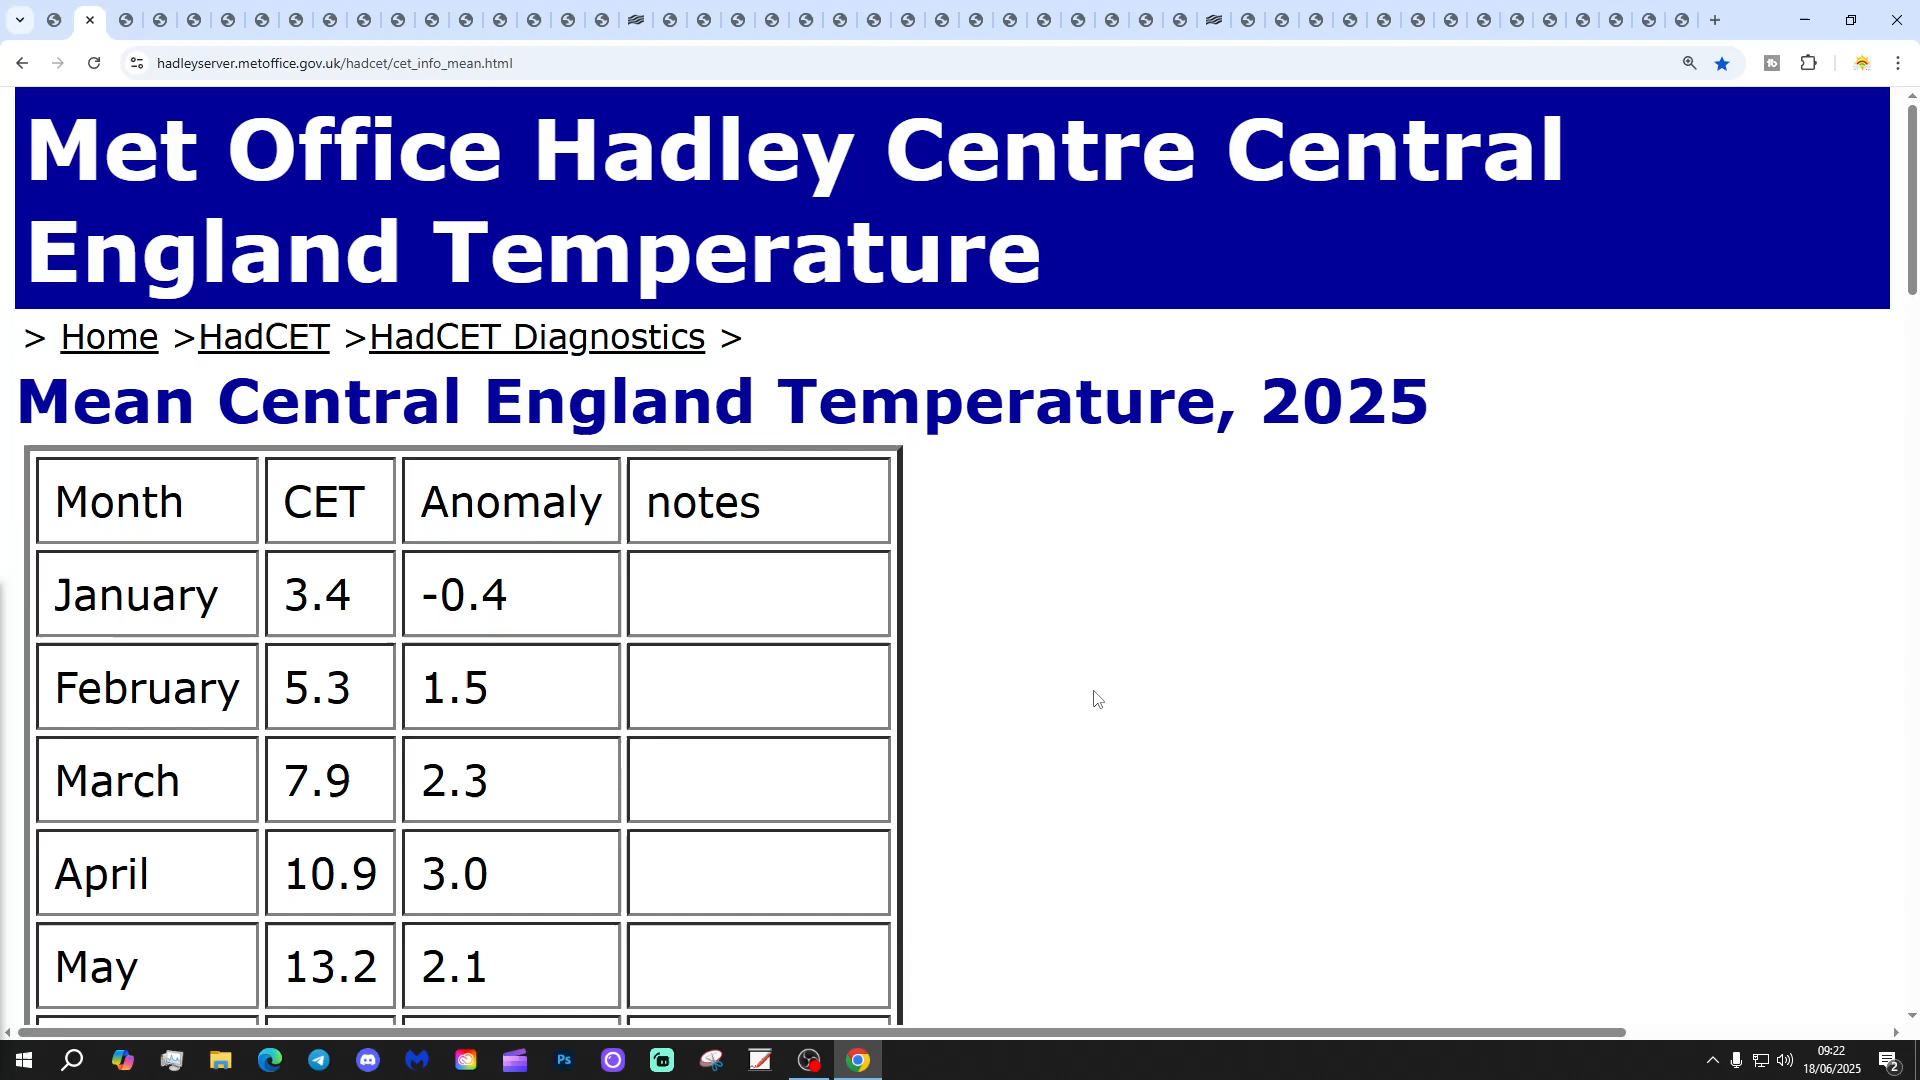 hadleyserver.metoffice.gov.uk/hadcet/cet_info_mean.html
Met Office Hadley Centre Central
England Temperature
> Home >HadCET >HadCET Diagnostics >
Mean Central England Temperature, 2025
Month CET Anomaly notes
January 3.4 -0.4
February 5.3 1.5
March 7.9 2.3
April 10.9 3.0
May 13.2 2.1
Ps
09:22
18/06/2025
2